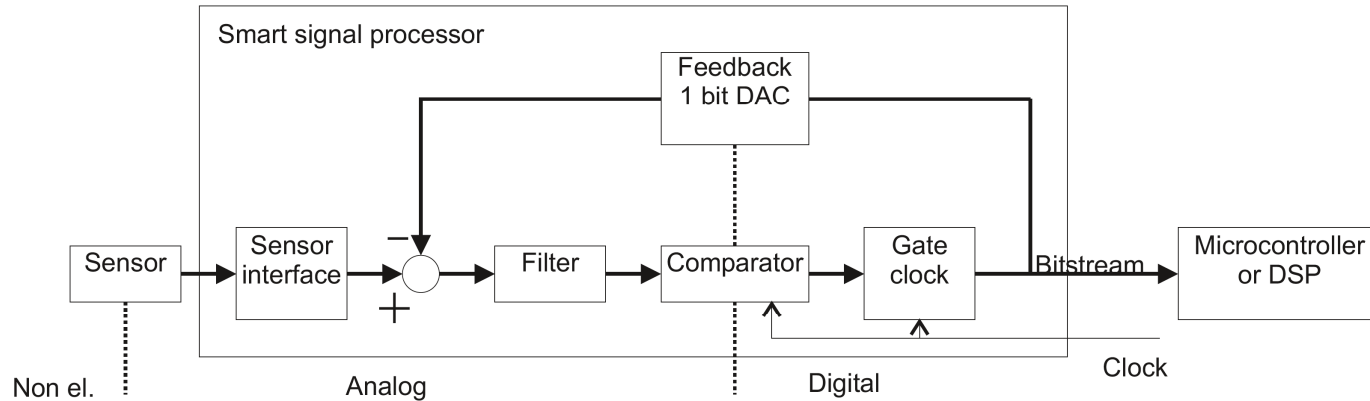 Smart signal processor
Feedback
1 bit DAC
−
Sensor
Sensor
interface
+
Filter
Comparator
Gate
clock
Bitstream
Microcontroller
or DSP
Clock
Non el.
Analog
Digital